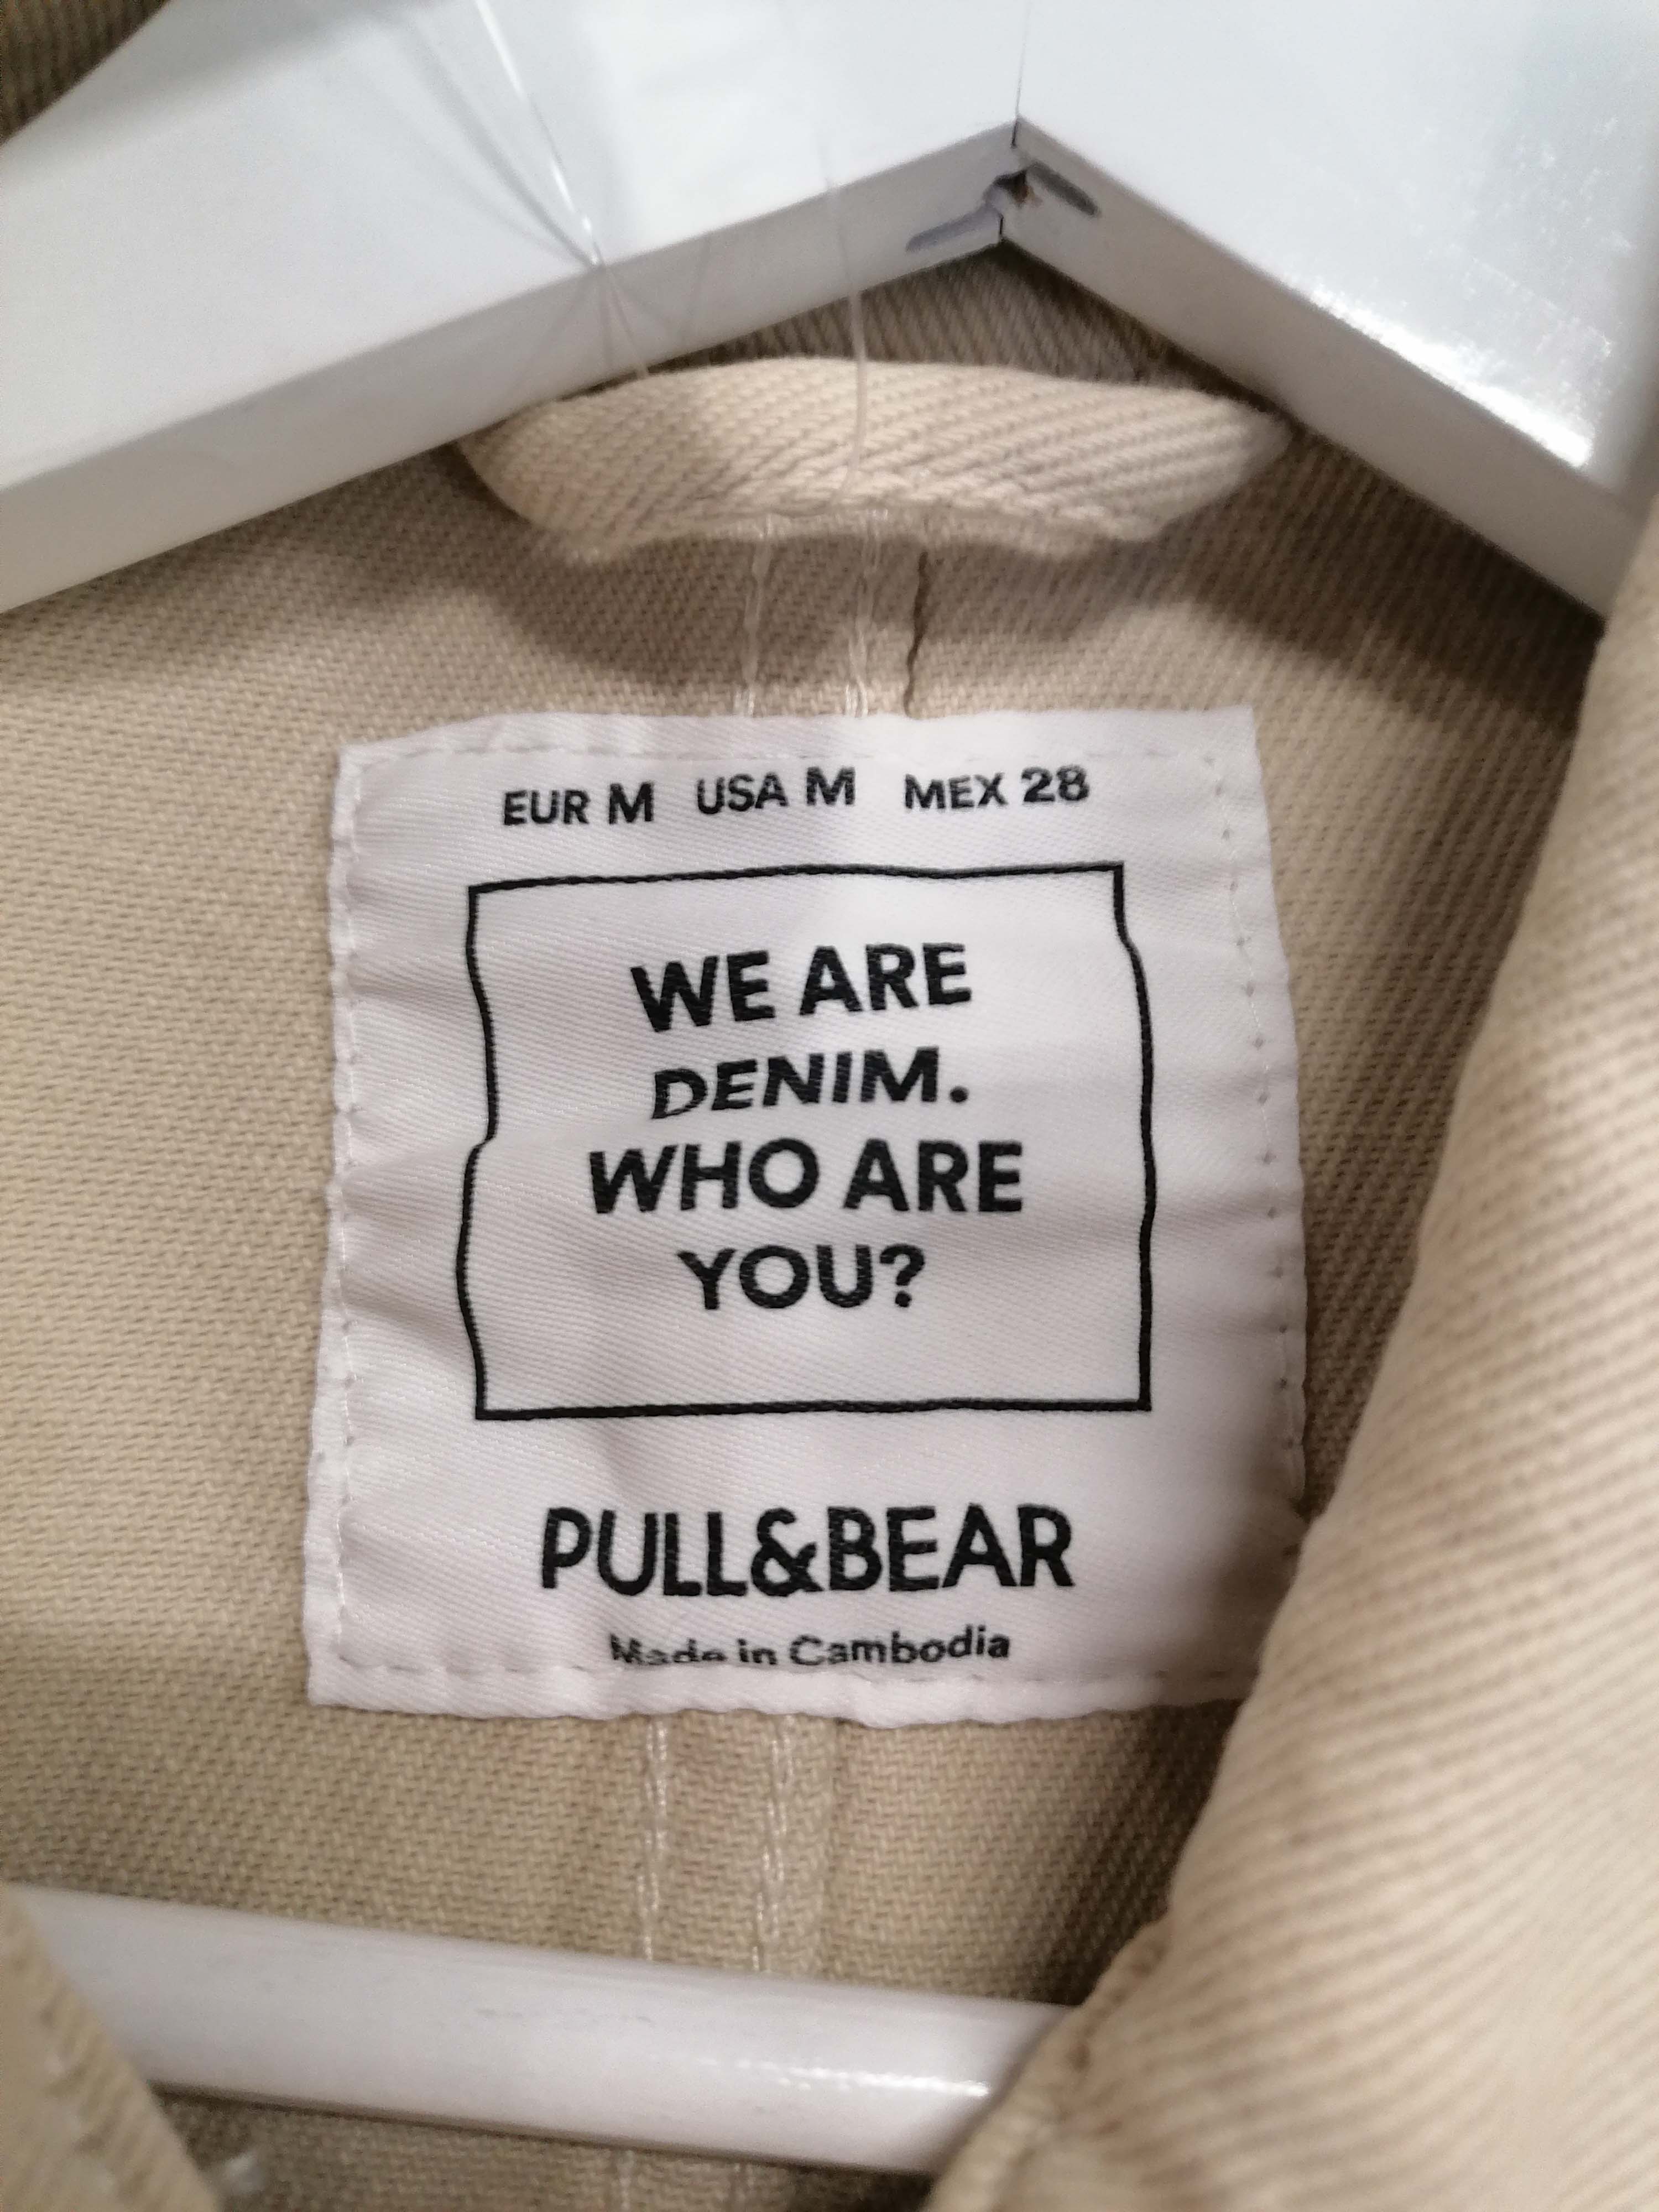 EUR M USA M MEX 28
WE ARE
DENIM.
WHO ARE
YOU?
PULL&BEAR
Made in Cambodia